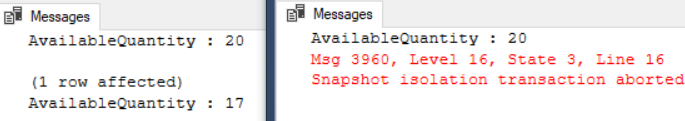 Messages
AvailableQuantity : 20
(1 row affected)
AvailableQuantity : 17
Messages
AvailableQuantity : 20
Msg 3960, Level 16, State 3, Line 16
Snapshot isolation transaction aborted